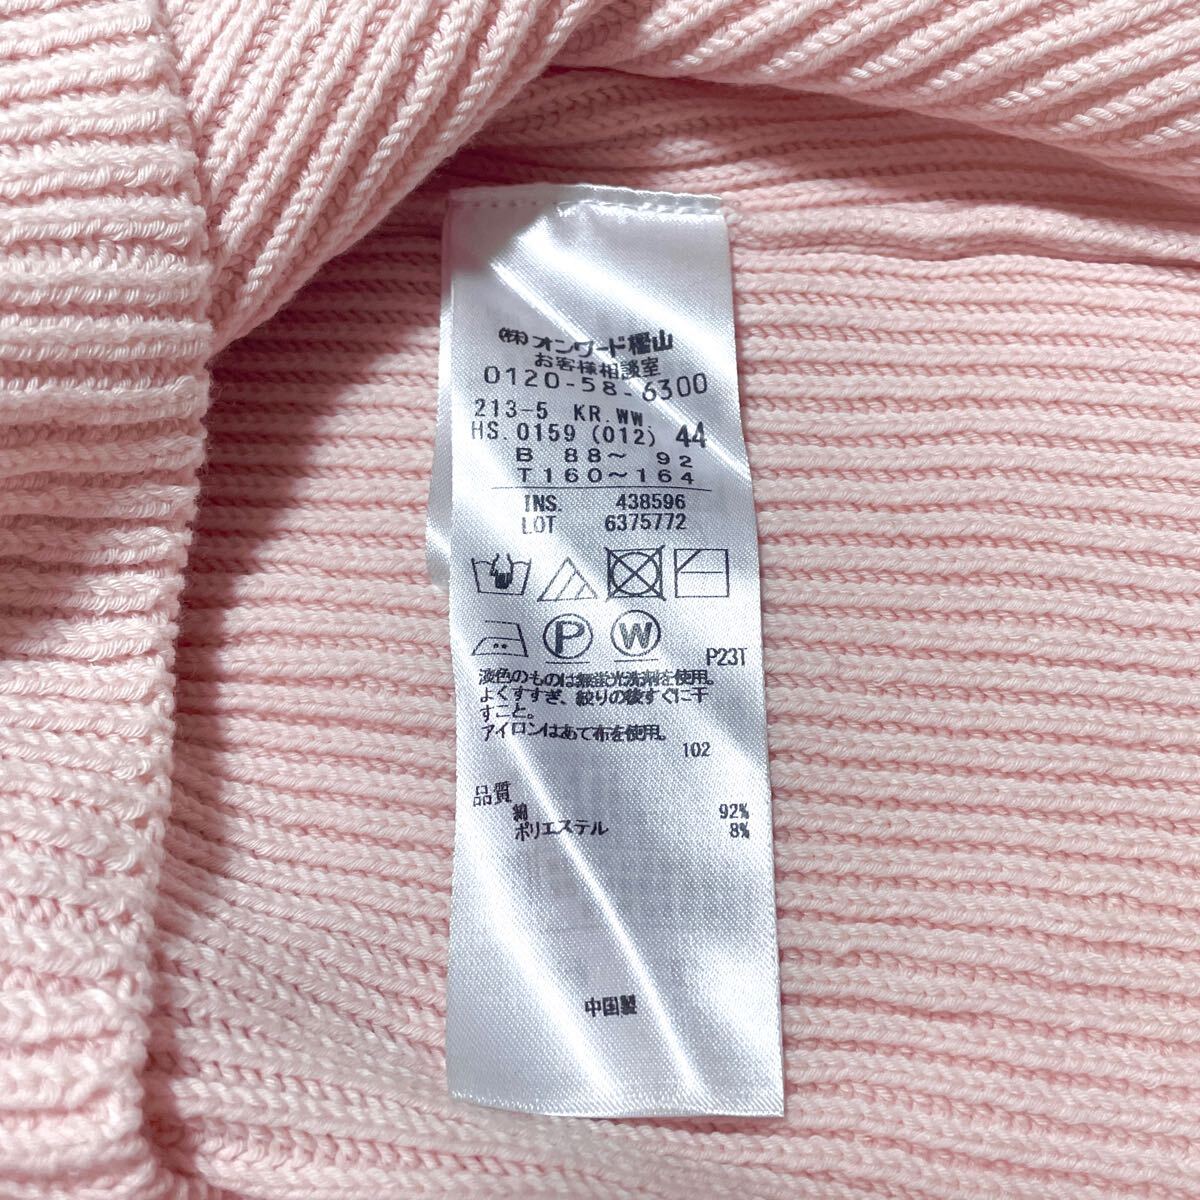 (株)オンワード樫山
お客様相談室
0120-58-6300
213-5 KR.WW.
HS.0159 (012) 44
B 88〜 92
T 160〜164
INS. 438596
LOT 6375772
P W
P23T
淡色のものは無蛍光洗剤を使用。
よくすすぎ、絞りの後すぐに干
すこと。
アイロンはあて布を使用。
102
品質
綿 92%
ポリエステル 8%
中国製